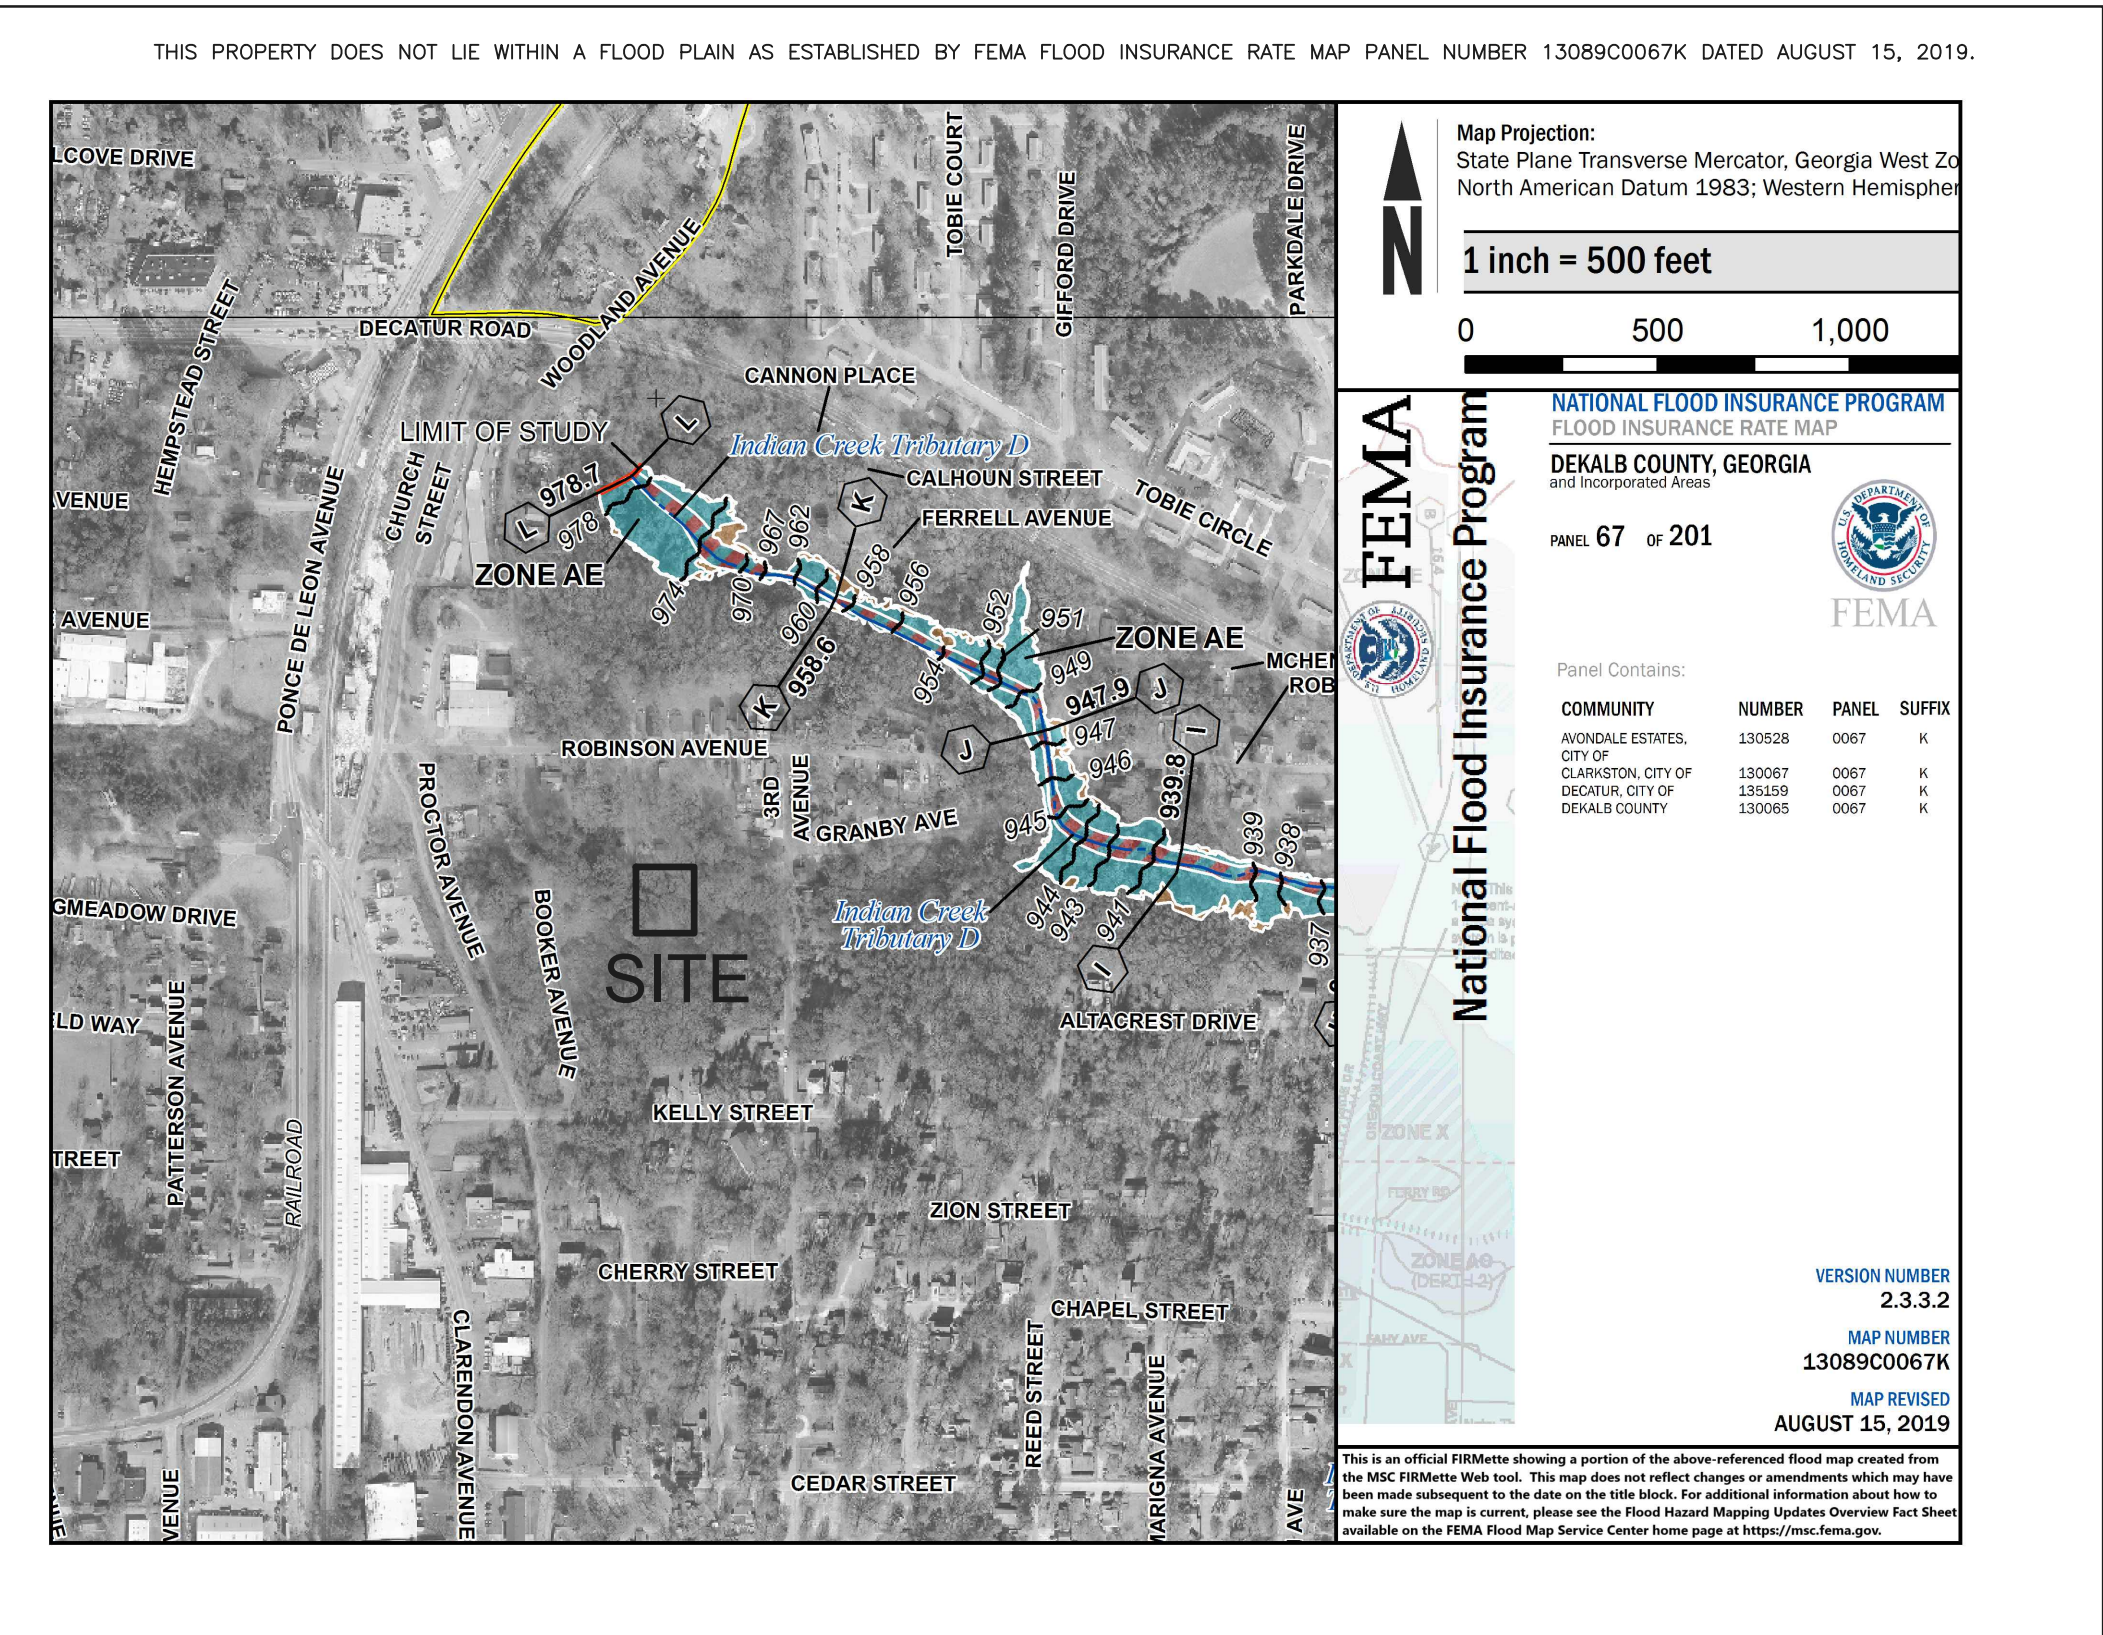 THIS PROPERTY DOES NOT LIE WITHIN A FLOOD PLAIN AS ESTABLISHED BY FEMA FLOOD INSURANCE RATE MAP PANEL NUMBER 13089C0067K DATED AUGUST 15, 2019.
LCOVE DRIVE
TOBIE COURT
GIFFORD DRIVE
PARKDALE DRIVE
HEMPSTEAD STREET
DECATUR ROAD
WOODLAND AVENUE
CANNON PLACE
LIMIT OF STUDY
L
Indian Creek Tributary D
CALHOUN STREET
FERRELL AVENUE
TOBIE CIRCLE
VENUE
CHURCH
STREET
978.7
L
978
K
967
962
958
956
ZONE AE
974
970
960
958.6
K
954
952
951
ZONE AE
949
947.9
J
MCHEN
ROB
AVENUE
PONCE DE LEON AVENUE
ROBINSON AVENUE
J
947
I
946
939.8
3RD
AVENUE
GRANBY AVE
945
939
938
PROCTOR AVENUE
GMEADOW DRIVE
BOOKER AVENUE
SITE
Indian Creek
Tributary D
944
943
941
937
I
LD WAY
ALTACREST DRIVE
PATTERSON AVENUE
RAILROAD
KELLY STREET
TREET
ZION STREET
CHERRY STREET
CHAPEL STREET
CLARENDON AVENUE
REED STREET
MARIGNA AVENUE
CEDAR STREET
VENUE
AVE
N
Map Projection:
State Plane Transverse Mercator, Georgia West Zo
North American Datum 1983; Western Hemispher
1 inch = 500 feet
0 500 1,000
FEMA
National Flood Insurance Program
NATIONAL FLOOD INSURANCE PROGRAM
FLOOD INSURANCE RATE MAP
DEKALB COUNTY, GEORGIA
and Incorporated Areas
PANEL 67 OF 201
U.S. DEPARTMENT OF HOMELAND SECURITY
FEMA
Panel Contains:
COMMUNITY NUMBER PANEL SUFFIX
AVONDALE ESTATES, 130528 0067 K
CITY OF
CLARKSTON, CITY OF 130067 0067 K
DECATUR, CITY OF 135159 0067 K
DEKALB COUNTY 130065 0067 K
ZONE X
FERRY RD
ZONE AO
(DEPTH 2)
FAHY AVE
VERSION NUMBER
2.3.3.2
MAP NUMBER
13089C0067K
MAP REVISED
AUGUST 15, 2019
This is an official FIRMette showing a portion of the above-referenced flood map created from
the MSC FIRMette Web tool. This map does not reflect changes or amendments which may have
been made subsequent to the date on the title block. For additional information about how to
make sure the map is current, please see the Flood Hazard Mapping Updates Overview Fact Sheet
available on the FEMA Flood Map Service Center home page at https://msc.fema.gov.